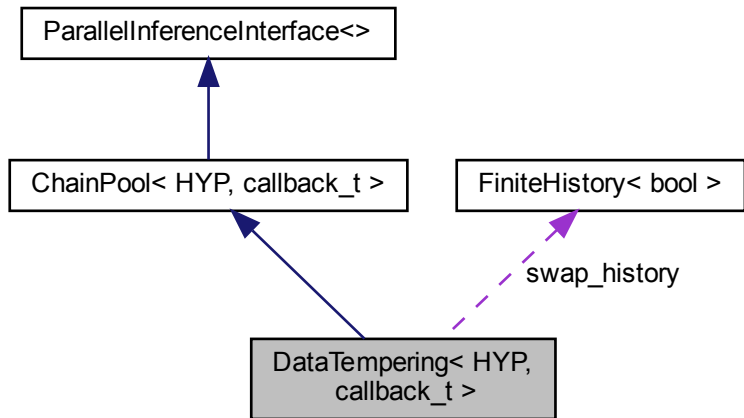 ParallelInferenceInterface<>
ChainPool< HYP, callback_t >
FiniteHistory< bool >
swap_history
DataTempering< HYP,
callback_t >